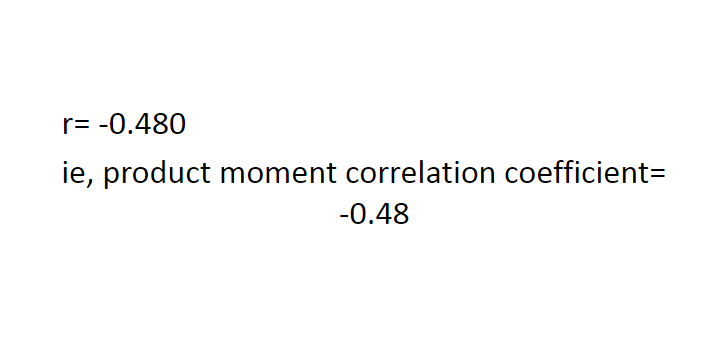 r= -0.480
ie, product moment correlation coefficient=
-0.48